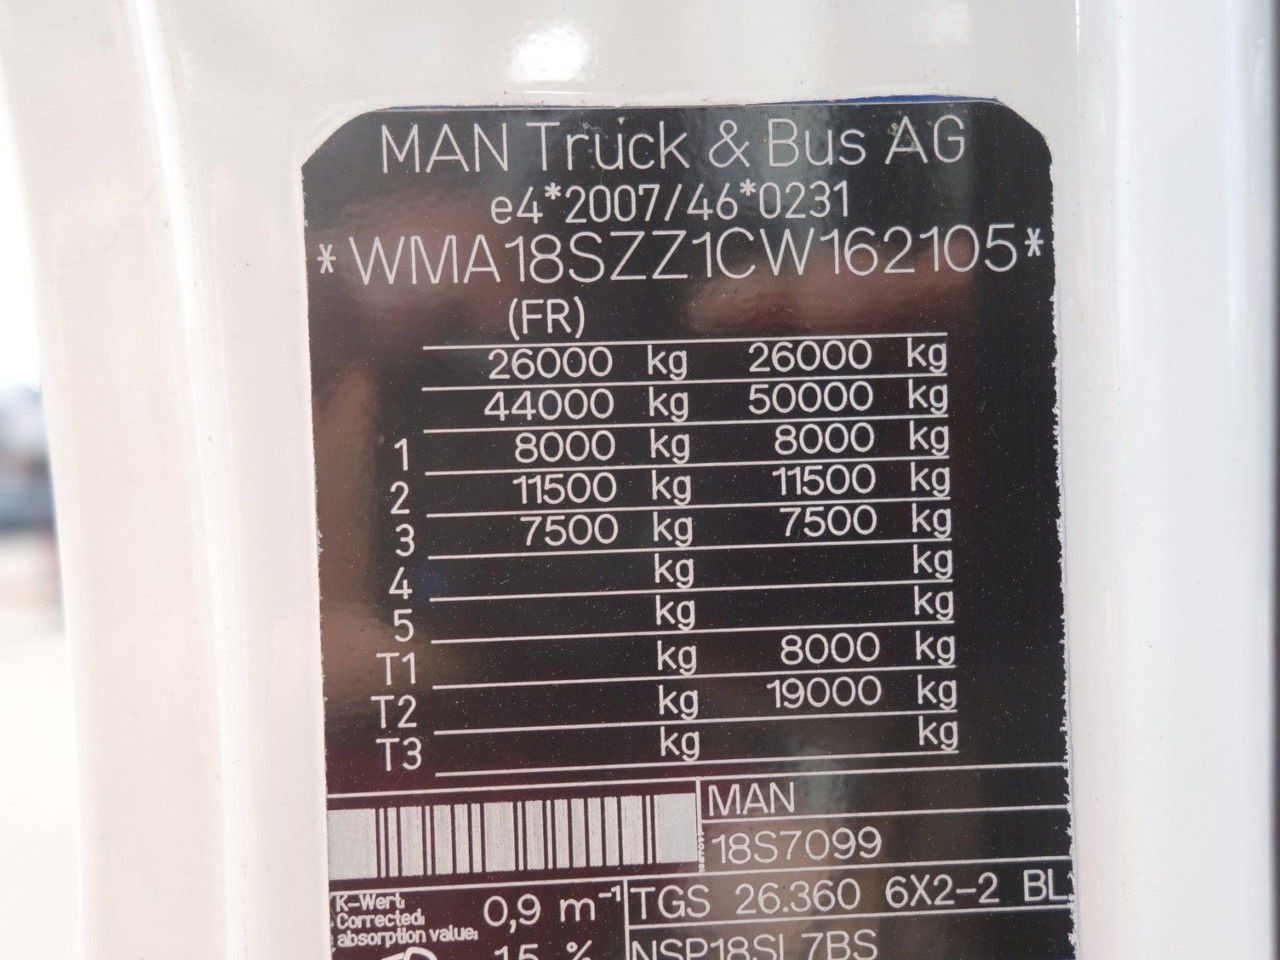 MAN Truck & Bus AG
e4*2007/46*0231
*WMA18SZZ1CW162105*
(FR)
26000 kg 26000 kg
44000 kg 50000 kg
1 8000 kg 8000 kg
2 11500 kg 11500 kg
3 7500 kg 7500 kg
4 kg kg
5 kg kg
T1 kg 8000 kg
T2 kg 19000 kg
T3 kg kg
MAN
18S7099
K-Wert:
Corrected
absorption value:
0,9 m⁻¹
TGS 26.360 6X2-2 BL
15 %